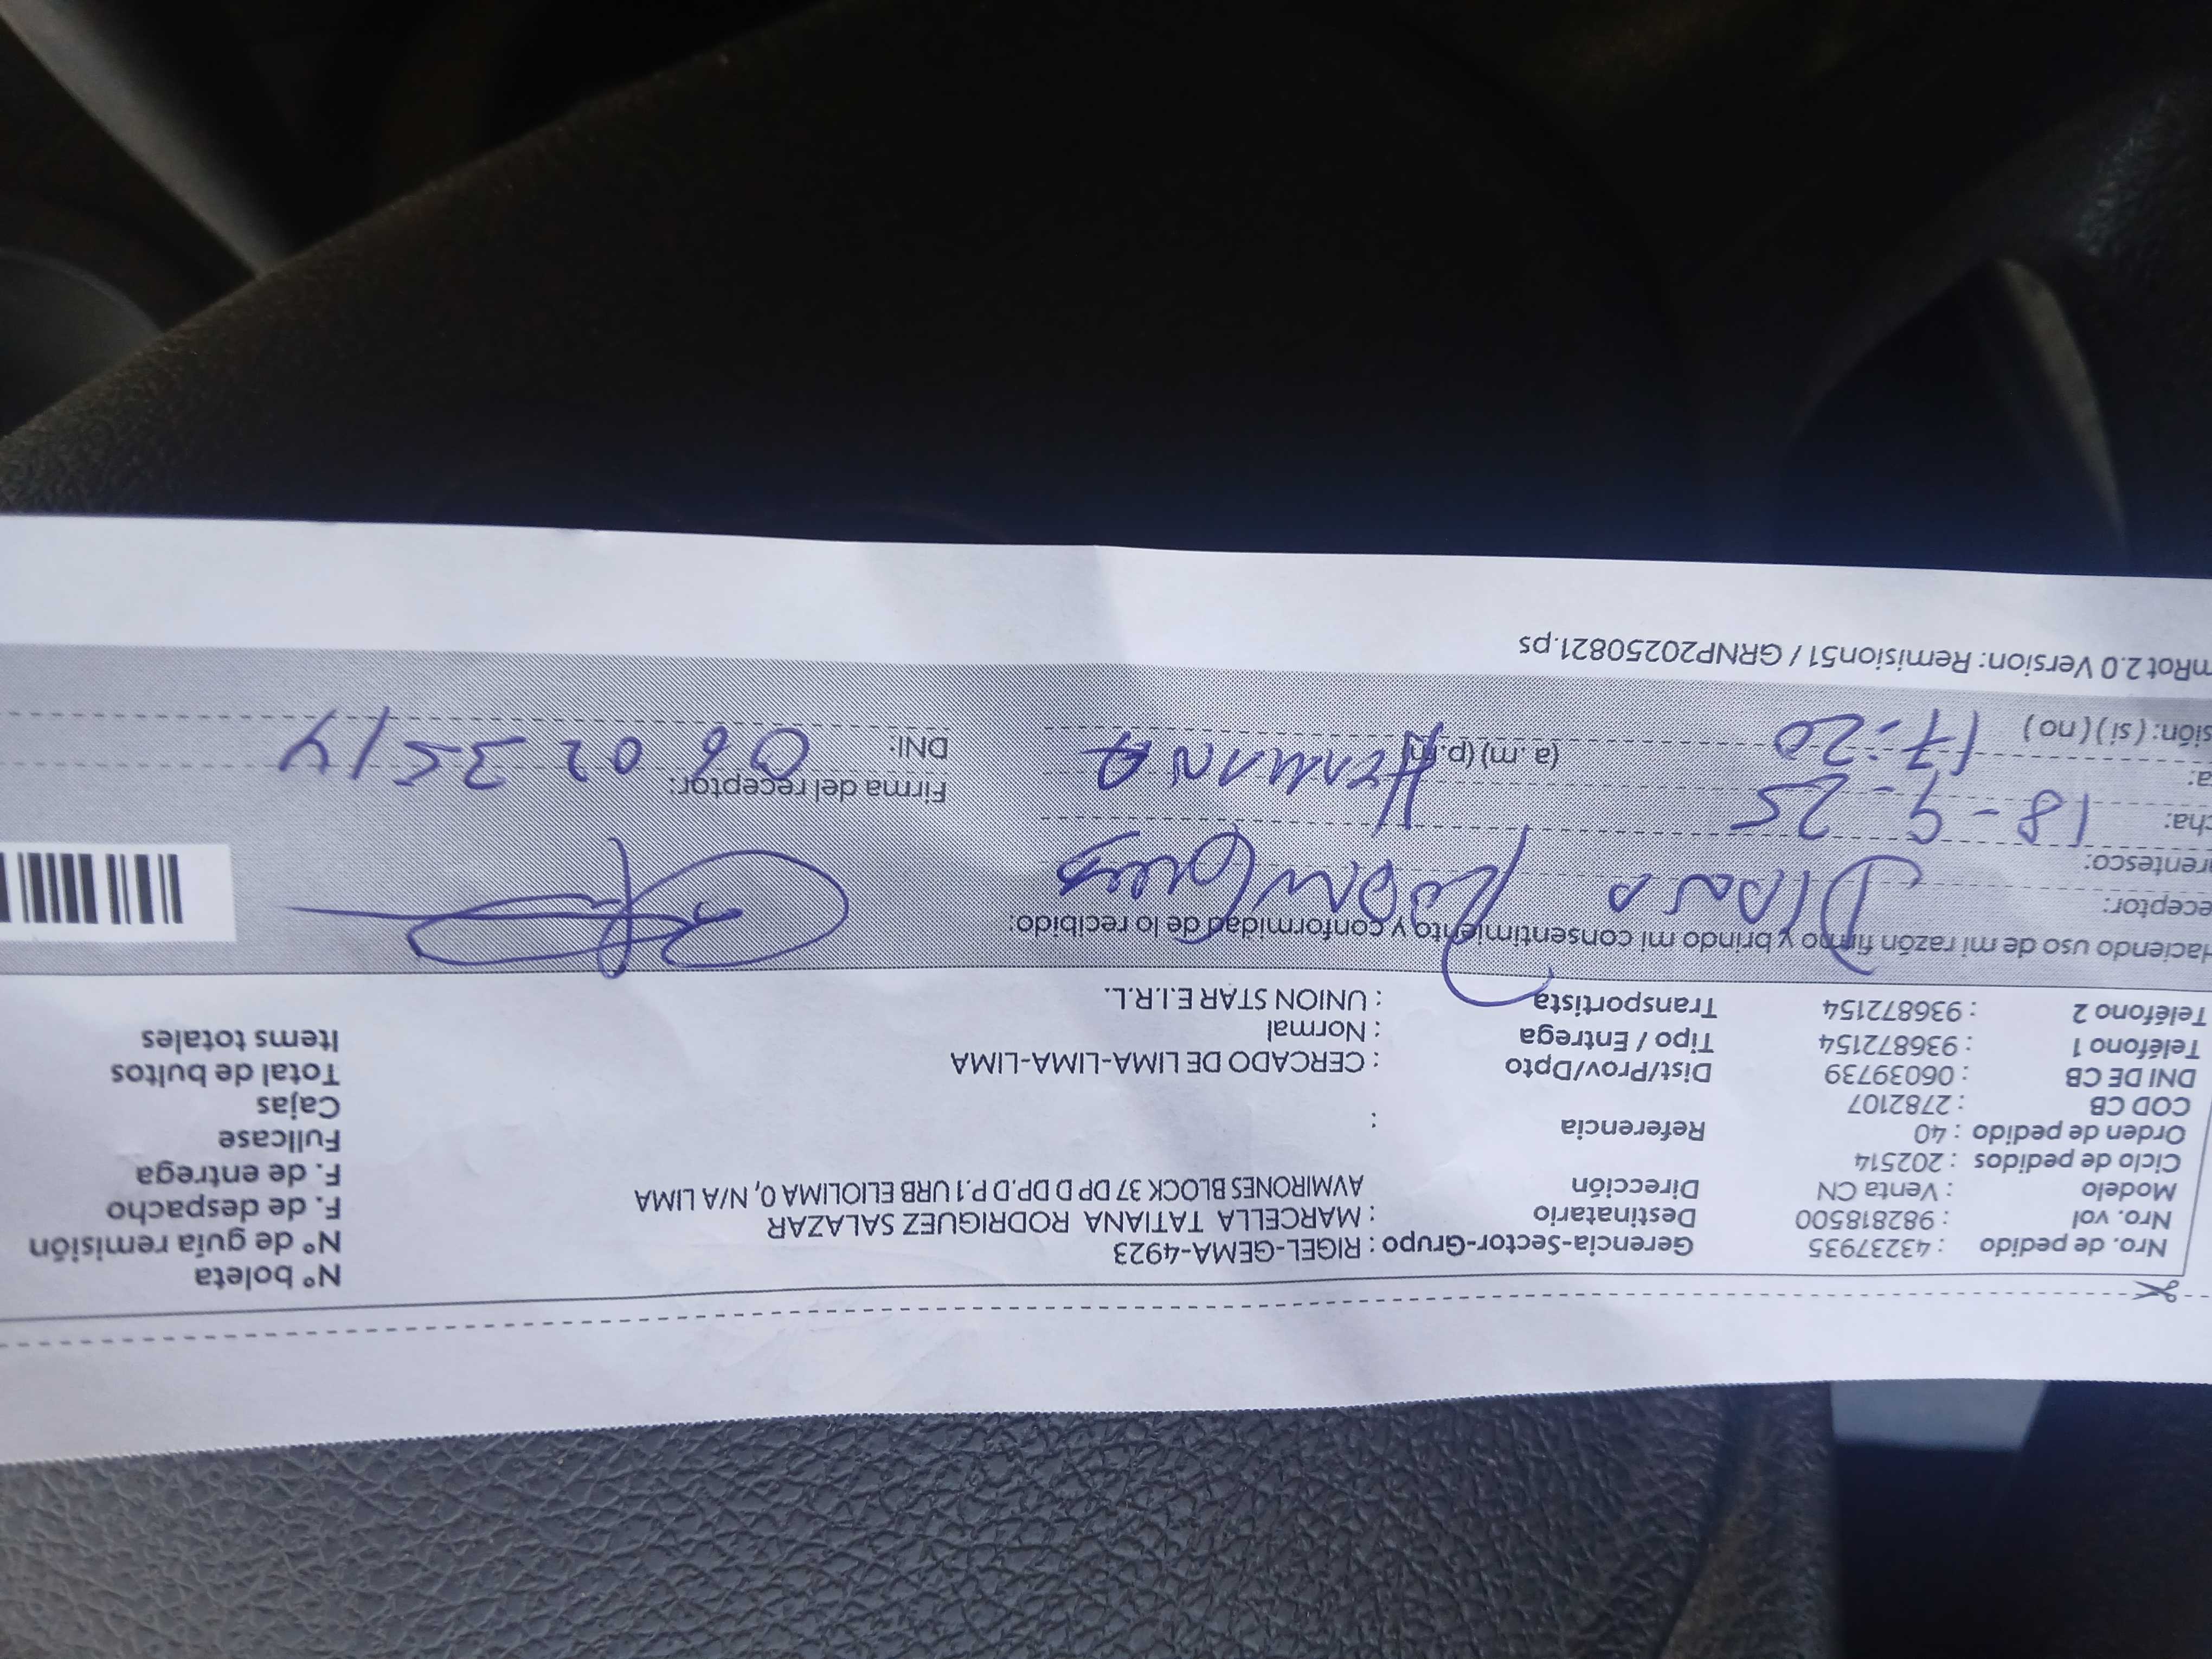 Nro. de pedido : 43237935 Gerencia-Sector-Grupo : RIGEL-GEMA-4923 N° boleta
Nro. vol : 982818500 Destinatario : MARCELLA TATIANA RODRIGUEZ SALAZAR N° de guía remisión
Modelo : Venta CN Dirección AVMIRONES BLOCK 37 DP D DP.D P.1 URB ELIOLIMA 0, N/A LIMA F. de despacho
Ciclo de pedidos : 202514 F. de entrega
Orden de pedido : 40 Referencia : Fullcase
COD CB : 2782107 Cajas
DNI DE CB : 06039739 Dist/Prov/Dpto : CERCADO DE LIMA-LIMA-LIMA Total de bultos
Teléfono 1 : 936872154 Tipo / Entrega : Normal Items totales
Teléfono 2 : 936872154 Transportista : UNION STAR E.I.R.L.
Haciendo uso de mi razón firmo y brindo mi consentimiento y conformidad de lo recibido:
eceptor: Diana Rodriguez
rentesco: Hermana
cha: 18-9-25 Firma del receptor:
a: 17:20 (a.m) (p.m) DNI: 06023514
sión: (si) (no)
mRot 2.0 Version: Remision51 / GRNP20250821.ps